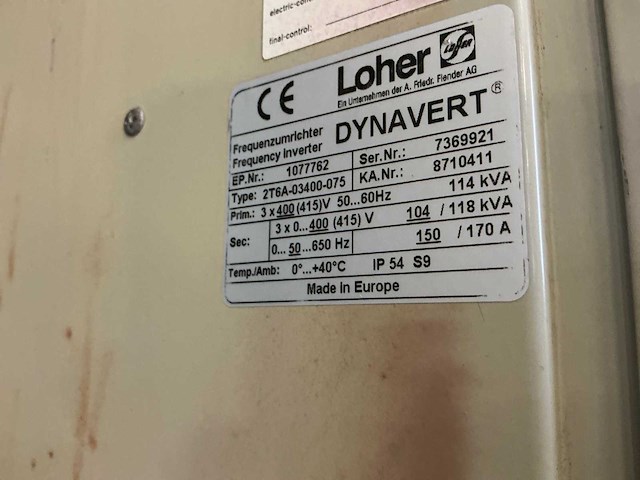 electric-con
final-control:
CE Loher Loher
Ein Unternehmen der A. Friedr. Flender AG
Frequenzumrichter
Frequency Inverter DYNAVERT®
EP.Nr.: 1077762 Ser.Nr.: 7369921
Type: 2T6A-03400-075 KA.Nr.: 8710411
Prim.: 3 x 400 (415)V 50...60Hz 114 kVA
Sec: 3 x 0...400 (415) V 104 / 118 kVA
0...50...650 Hz 150 / 170 A
Temp./Amb: 0°...+40°C IP 54 S9
Made in Europe